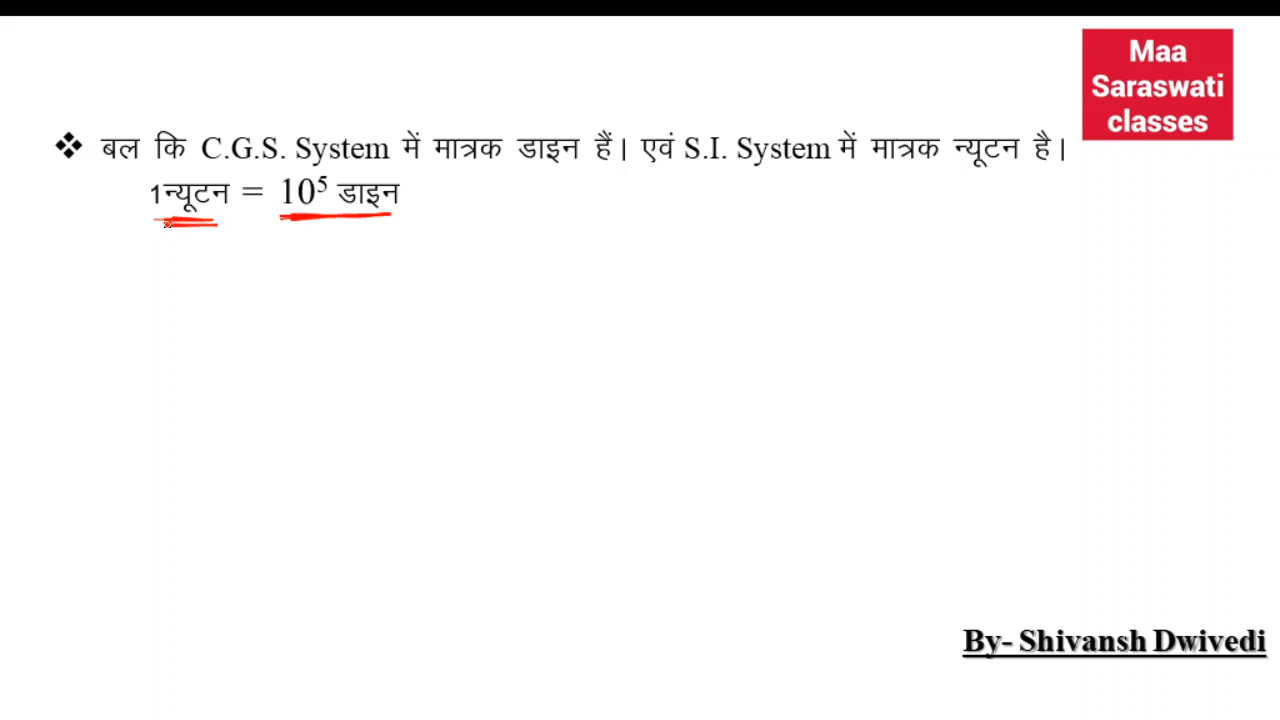 Maa
Saraswati
classes
❖ बल कि C.G.S. System में मात्रक डाइन हैं। एवं S.I. System में मात्रक न्यूटन है।
1न्यूटन = 10⁵ डाइन
By- Shivansh Dwivedi